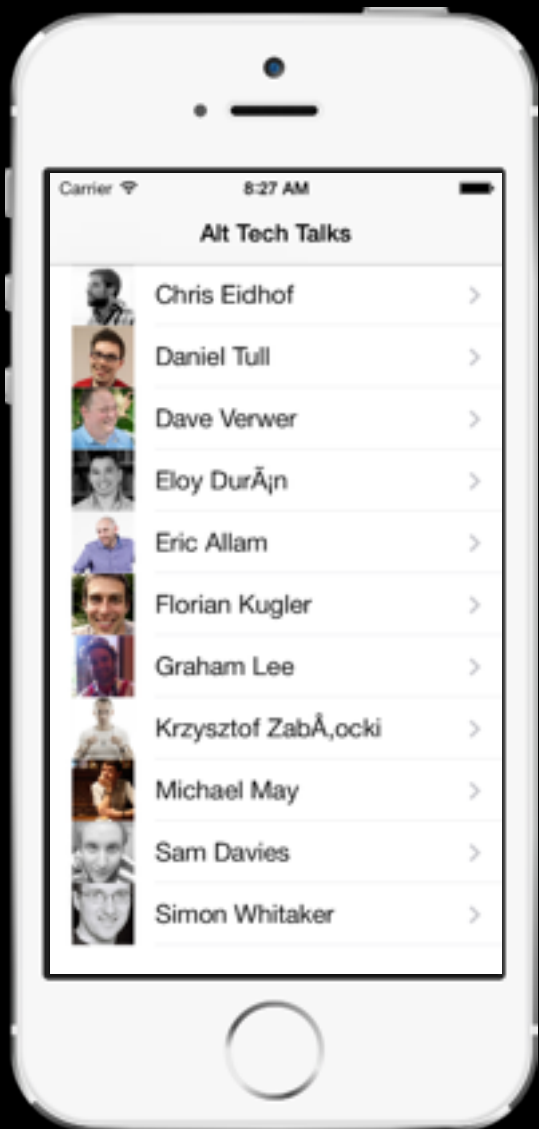 Carrier 8:27 AM
Alt Tech Talks
Chris Eidhof
Daniel Tull
Dave Verwer
Eloy DurÃ¡n
Eric Allam
Florian Kugler
Graham Lee
Krzysztof ZabÅ‚ocki
Michael May
Sam Davies
Simon Whitaker